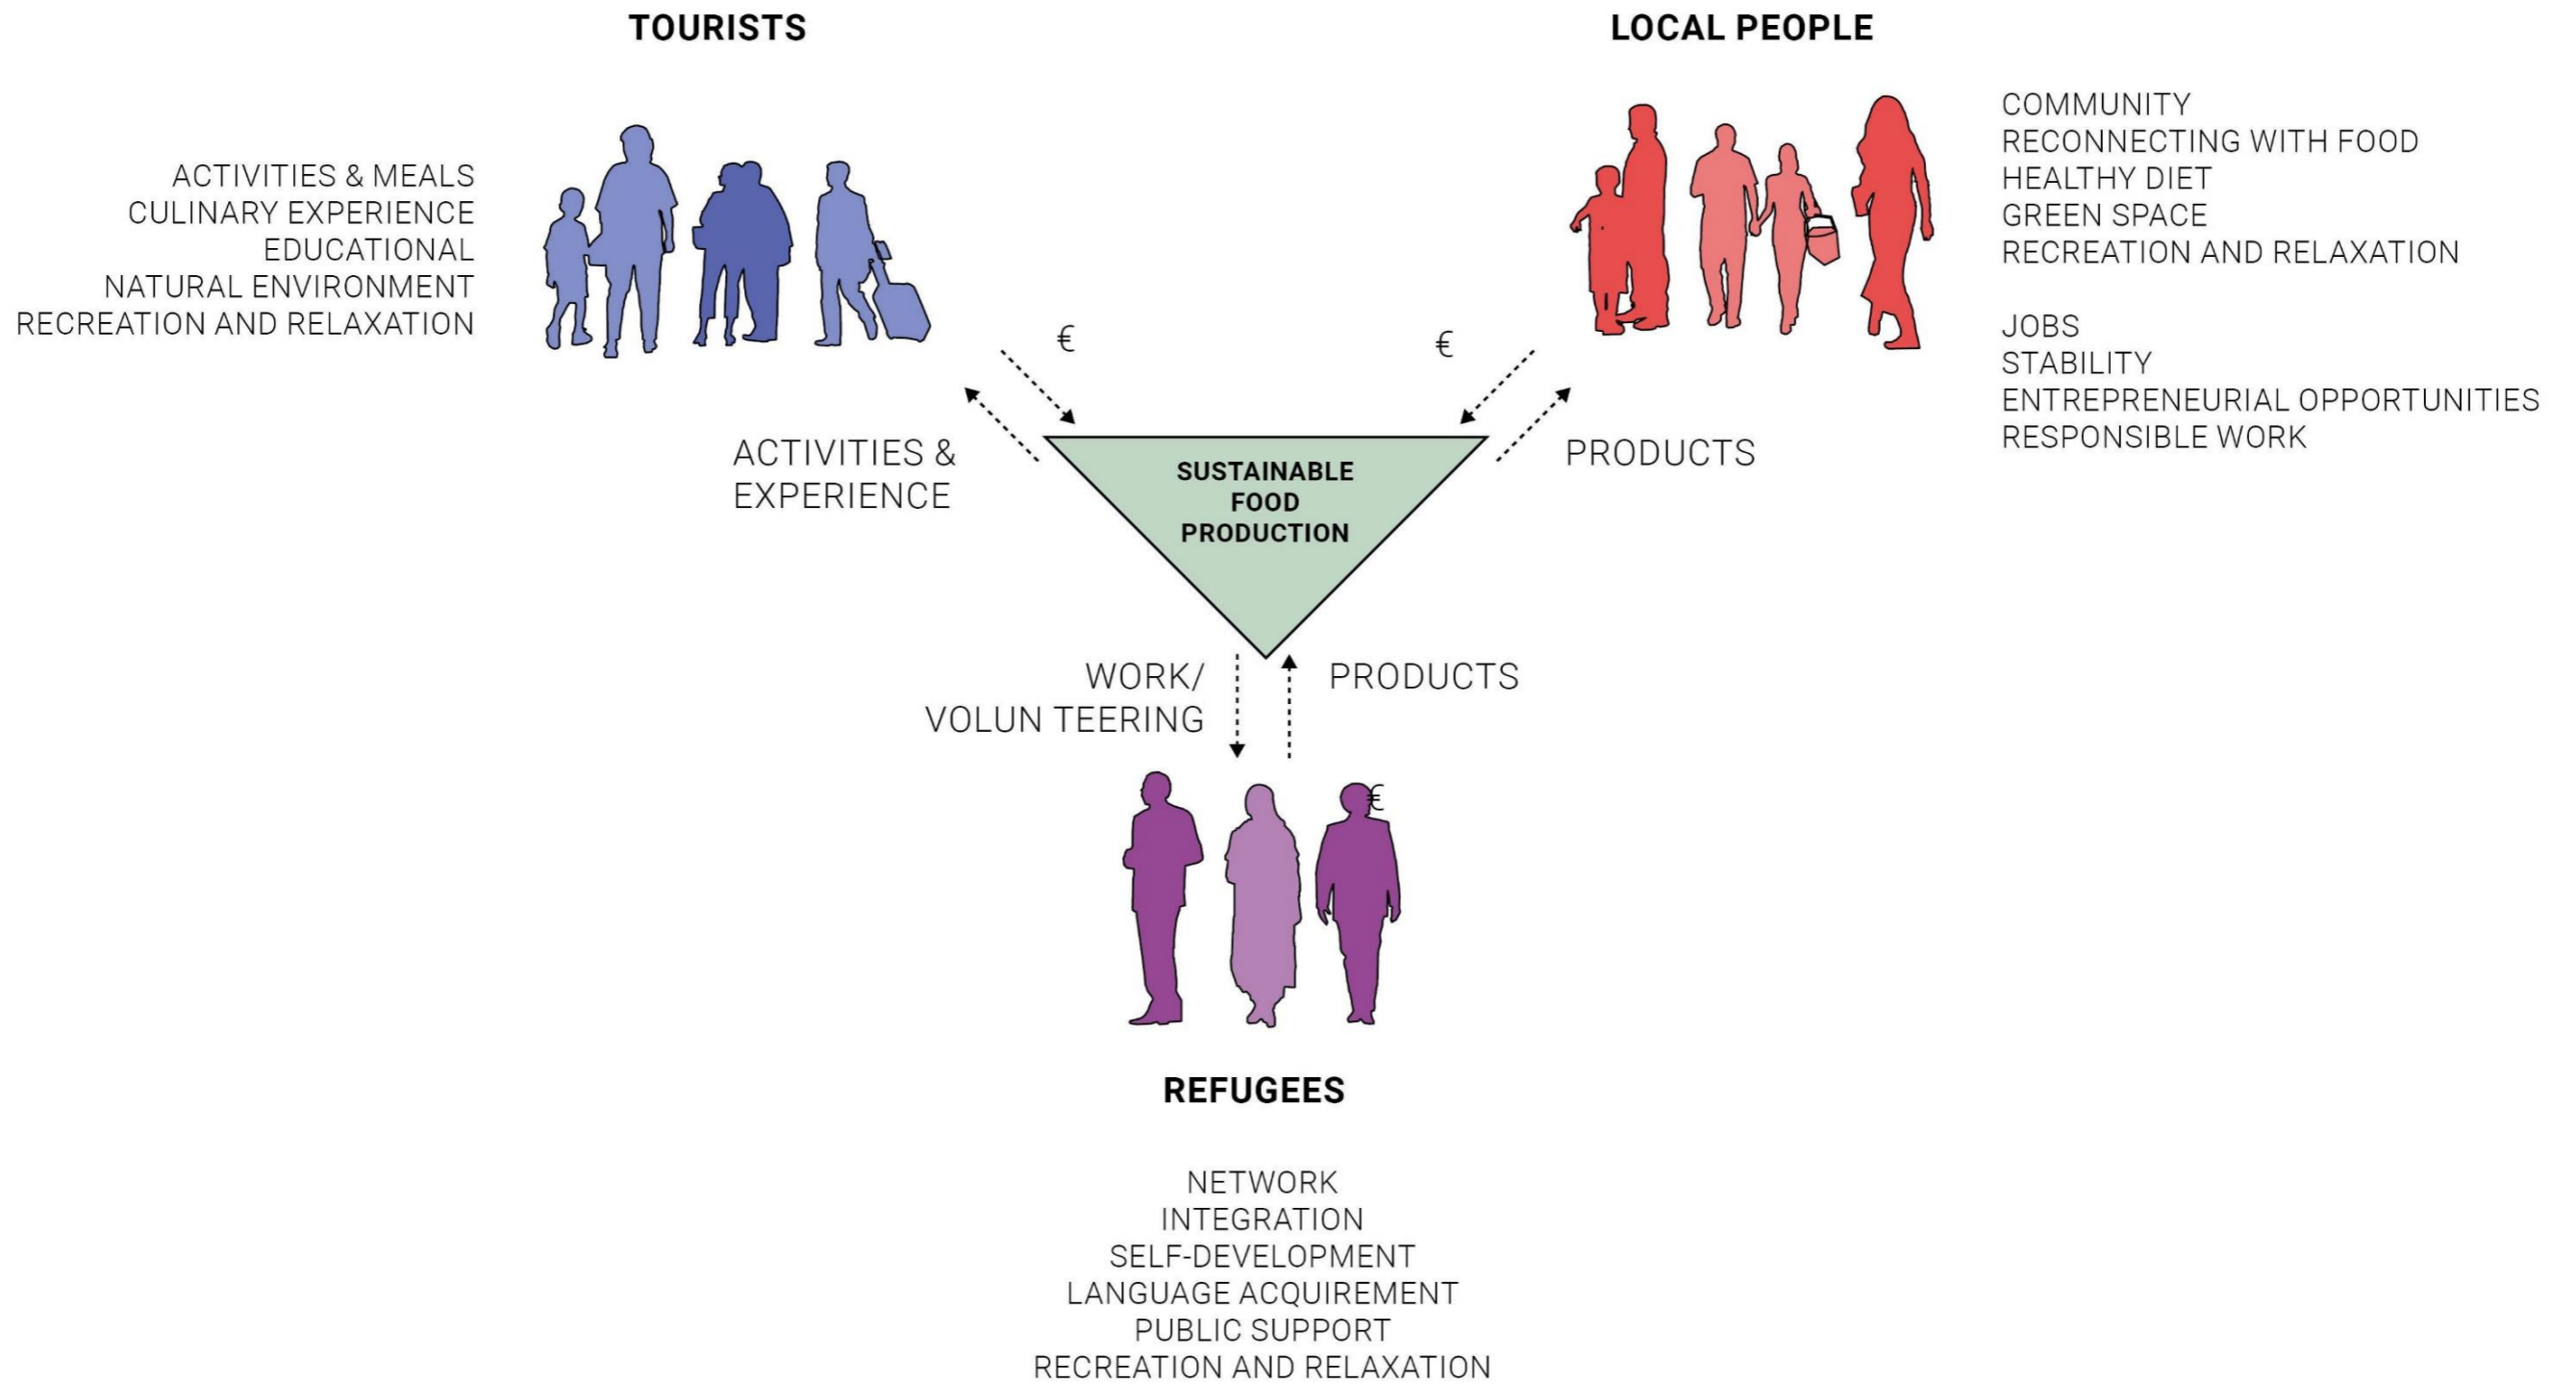 TOURISTS
LOCAL PEOPLE
ACTIVITIES & MEALS
CULINARY EXPERIENCE
EDUCATIONAL
NATURAL ENVIRONMENT
RECREATION AND RELAXATION
COMMUNITY
RECONNECTING WITH FOOD
HEALTHY DIET
GREEN SPACE
RECREATION AND RELAXATION
JOBS
STABILITY
ENTREPRENEURIAL OPPORTUNITIES
RESPONSIBLE WORK
€
€
ACTIVITIES &
EXPERIENCE
PRODUCTS
SUSTAINABLE
FOOD
PRODUCTION
WORK/
VOLUN TEERING
PRODUCTS
€
REFUGEES
NETWORK
INTEGRATION
SELF-DEVELOPMENT
LANGUAGE ACQUIREMENT
PUBLIC SUPPORT
RECREATION AND RELAXATION